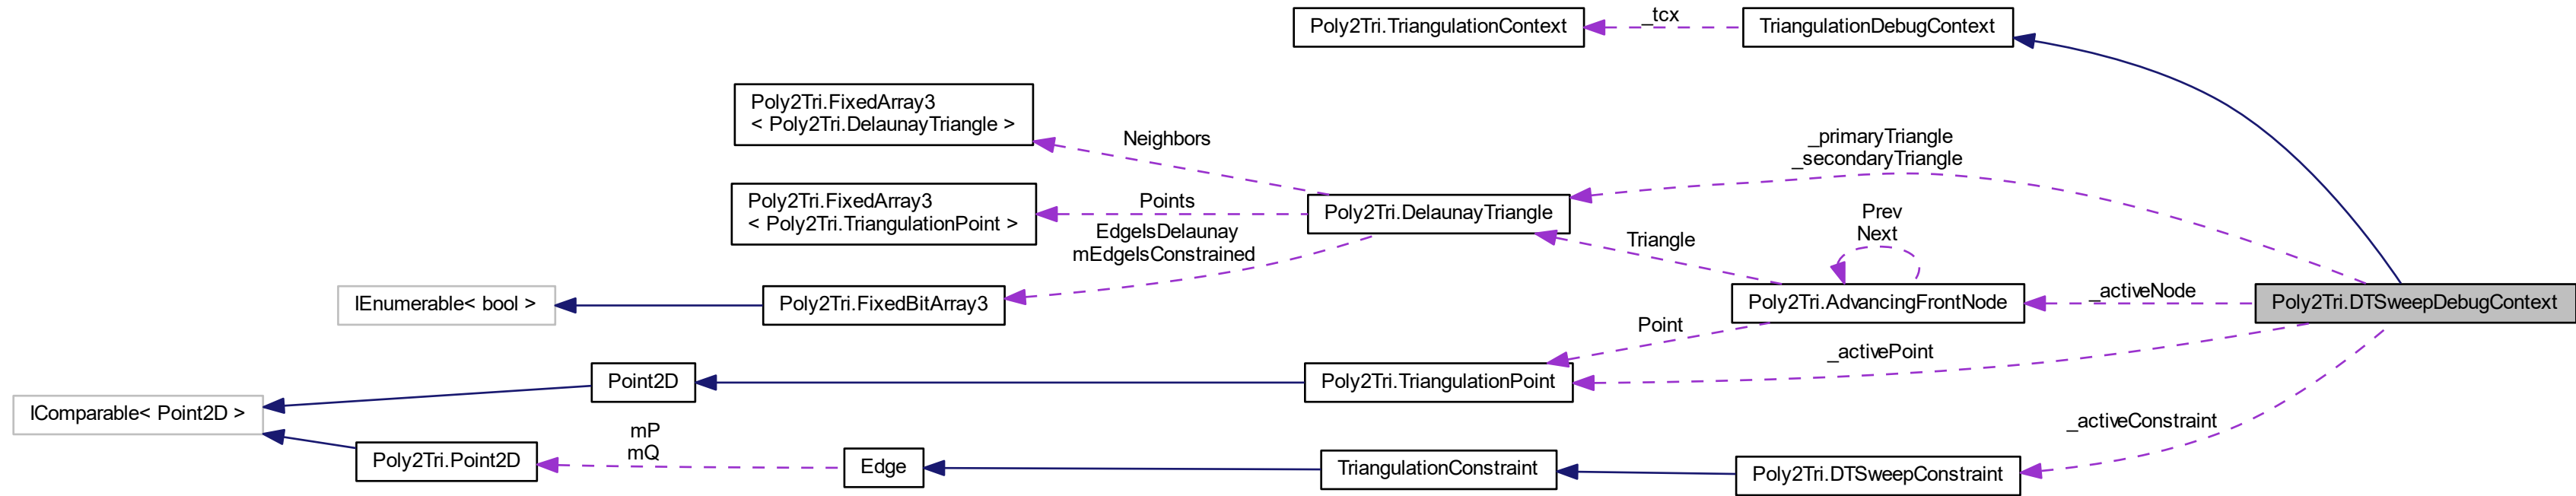 Poly2Tri.TriangulationContext
_tcx
TriangulationDebugContext
Poly2Tri.FixedArray3
< Poly2Tri.DelaunayTriangle >
Neighbors
_primaryTriangle
_secondaryTriangle
Poly2Tri.FixedArray3
< Poly2Tri.TriangulationPoint >
Points
Poly2Tri.DelaunayTriangle
EdgeIsDelaunay
mEdgeIsConstrained
Triangle
Prev
Next
IEnumerable< bool >
Poly2Tri.FixedBitArray3
Poly2Tri.AdvancingFrontNode
_activeNode
Poly2Tri.DTSweepDebugContext
Point
_activePoint
Point2D
Poly2Tri.TriangulationPoint
IComparable< Point2D >
_activeConstraint
mP
mQ
Poly2Tri.Point2D
Edge
TriangulationConstraint
Poly2Tri.DTSweepConstraint